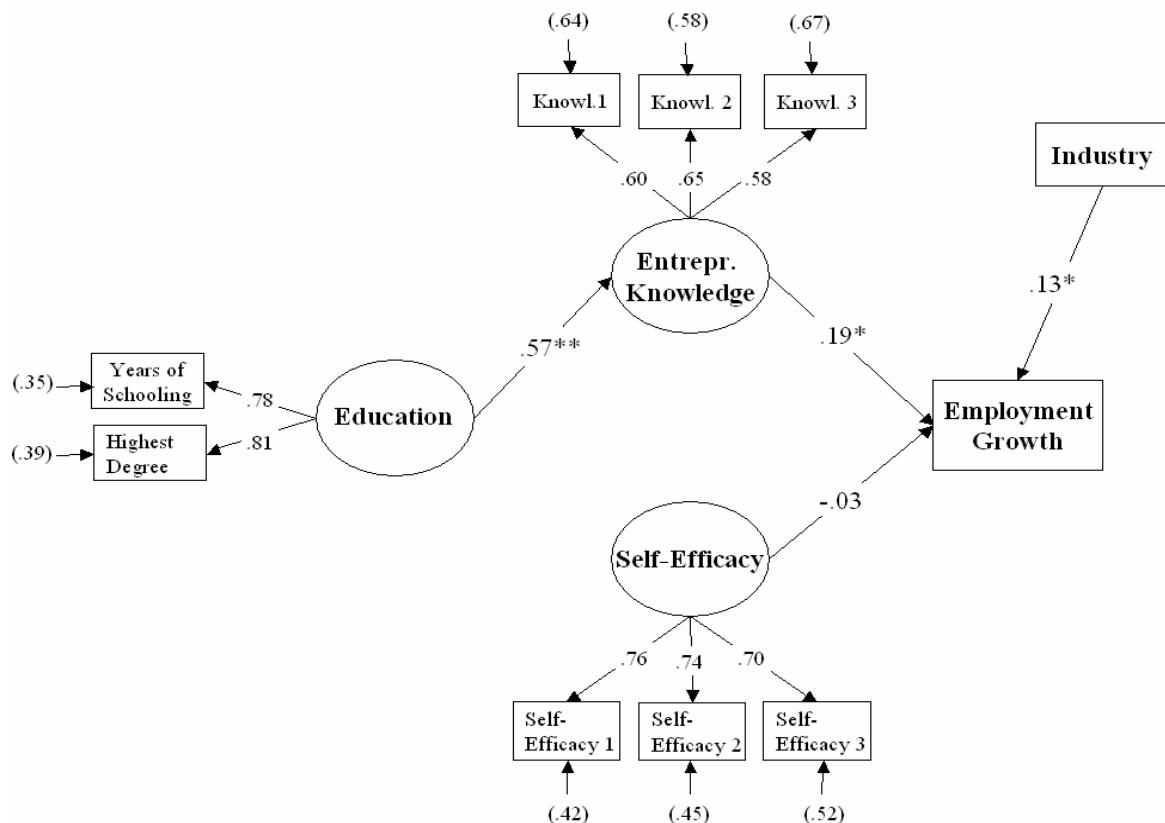 (.64)
(.58)
(.67)
Knowl.1
Knowl. 2
Knowl. 3
.60
.65
.58
Industry
Entrepr.
Knowledge
.13*
.57**
.19*
(.35)
Years of
Schooling
.78
Education
Employment
Growth
(.39)
Highest
Degree
.81
-.03
Self-Efficacy
.76
.74
.70
Self-
Efficacy 1
Self-
Efficacy 2
Self-
Efficacy 3
(.42)
(.45)
(.52)